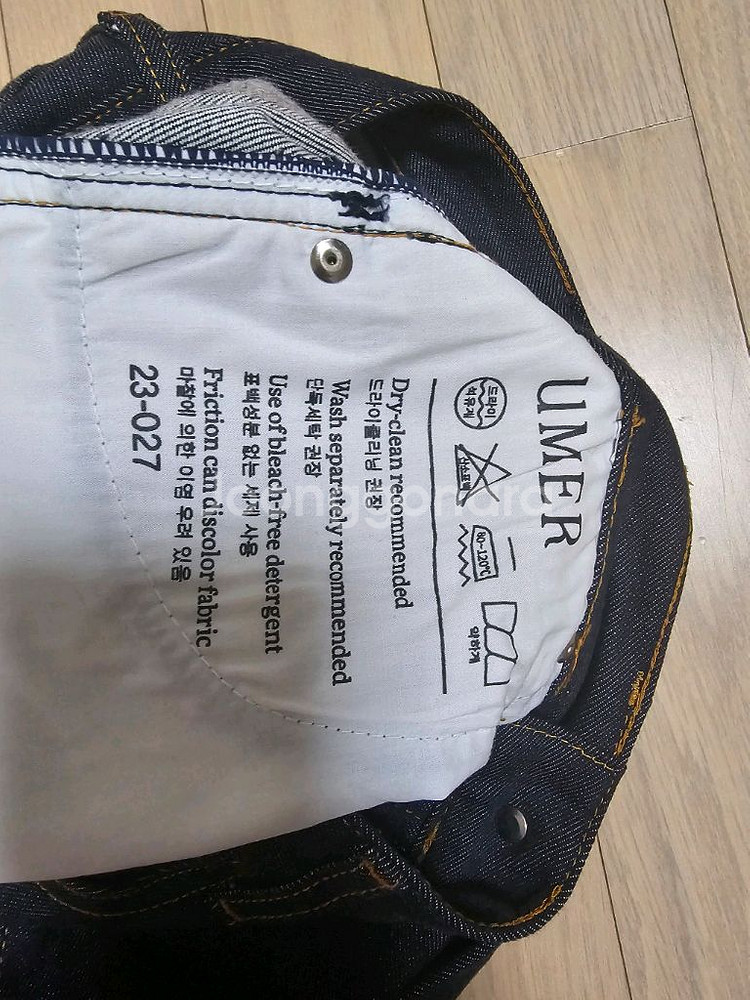 UMER
드라이
석유계
산소표백
80~120℃
약하게
Dry-clean recommended
드라이클리닝 권장
Wash separately recommended
단독세탁 권장
Use of bleach-free detergent
표백성분 없는 세제 사용
Friction can discolor fabric
마찰에 의한 이염 우려 있음
23-027
joonggonara